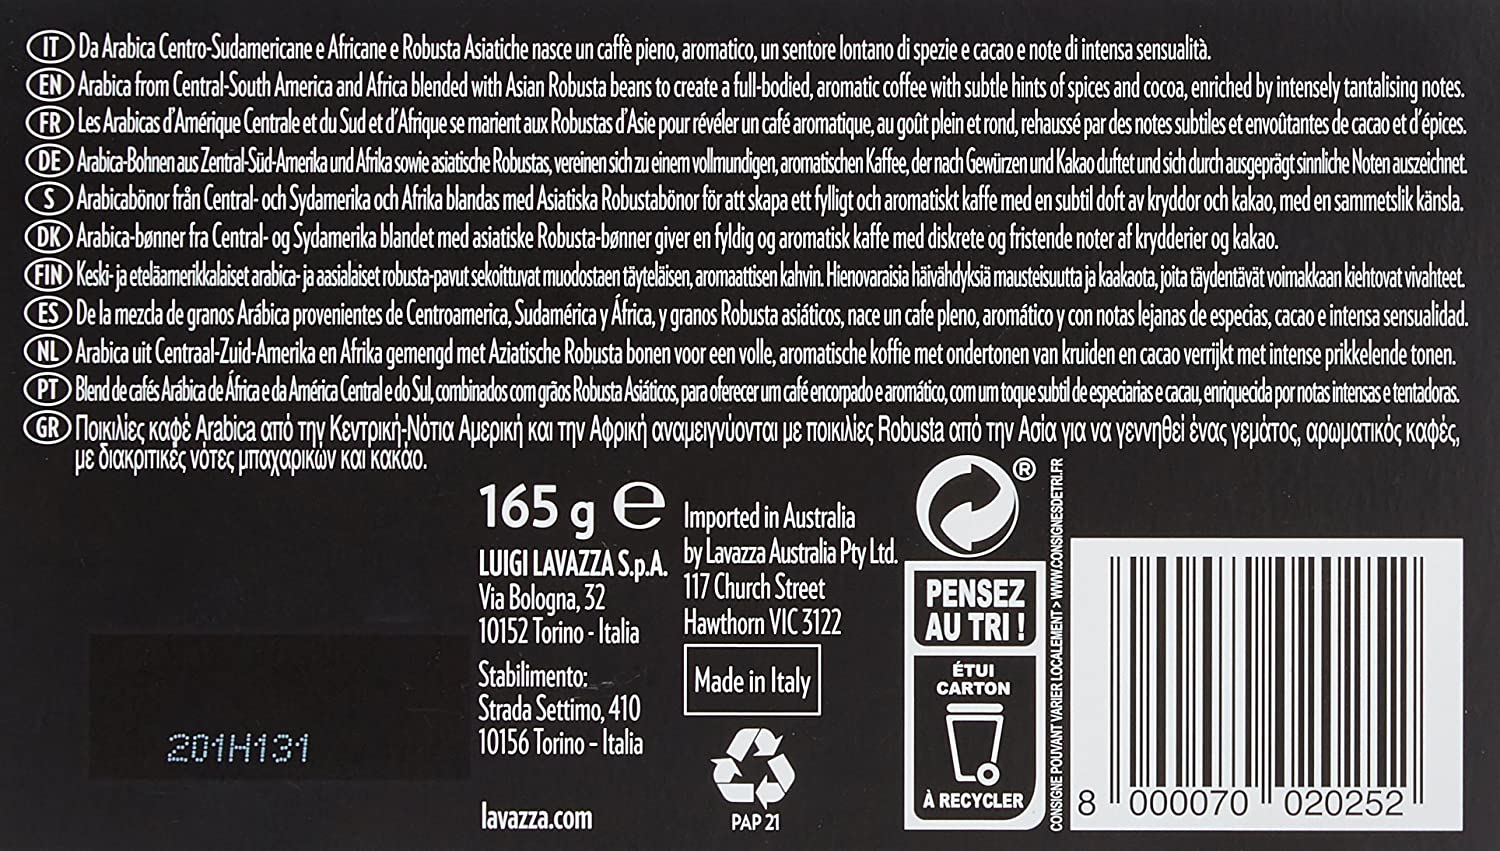 IT Da Arabica Centro-Sudamericane e Africane e Robusta Asiatiche nasce un caffè pieno, aromatico, un sentore lontano di spezie e cacao e note di intensa sensualità.
EN Arabica from Central-South America and Africa blended with Asian Robusta beans to create a full-bodied, aromatic coffee with subtle hints of spices and cocoa, enriched by intensely tantalising notes.
FR Les Arabicas d'Amérique Centrale et du Sud et d'Afrique se marient aux Robustas d'Asie pour révéler un café aromatique, au goût plein et rond, rehaussé par des notes subtiles et envoûtantes de cacao et d'épices.
DE Arabica-Bohnen aus Zentral-Süd-Amerika und Afrika sowie asiatische Robustas, vereinen sich zu einem vollmundigen, aromatischen Kaffee, der nach Gewürzen und Kakao duftet und sich durch ausgeprägt sinnliche Noten auszeichnet.
S Arabicabönor från Central- och Sydamerika och Afrika blandas med Asiatiska Robustabönor för att skapa ett fylligt och aromatiskt kaffe med en subtil doft av kryddor och kakao, med en sammetslik känsla.
DK Arabica-bønner fra Central- og Sydamerika blandet med asiatiske Robusta-bønner giver en fyldig og aromatisk kaffe med diskrete og fristende noter af krydderier og kakao.
FIN Keski- ja eteläamerikkalaiset arabica- ja aasialaiset robusta-pavut sekoittuvat muodostaen täyteläisen, aromaattisen kahvin. Hienovaraisia häivähdyksiä mausteisuutta ja kaakaota, joita täydentävät voimakkaan kiehtovat vivahteet.
ES De la mezcla de granos Arábica provenientes de Centroamerica, Sudamérica y África, y granos Robusta asiáticos, nace un cafe pleno, aromático y con notas lejanas de especias, cacao e intensa sensualidad.
NL Arabica uit Centraal-Zuid-Amerika en Afrika gemengd met Aziatische Robusta bonen voor een volle, aromatische koffie met ondertonen van kruiden en cacao verrijkt met intense prikkelende tonen.
PT Blend de cafés Arábica de África e da América Central e do Sul, combinados com grãos Robusta Asiáticos, para oferecer um café encorpado e aromático, com um toque subtil de especiarias e cacau, enriquecida por notas intensas e tentadoras.
GR Ποικιλίες καφέ Arabica από την Κεντρική-Νότια Αμερική και την Αφρική αναμειγνύονται με ποικιλίες Robusta από την Ασία για να γεννηθεί ένας γεμάτος, αρωματικός καφές,
με διακριτικές νότες μπαχαρικών και κακάο.
165 g ℮
LUIGI LAVAZZA S.p.A.
Via Bologna, 32
10152 Torino - Italia
Stabilimento:
Strada Settimo, 410
10156 Torino - Italia
lavazza.com
Imported in Australia
by Lavazza Australia Pty Ltd.
117 Church Street
Hawthorn VIC 3122
Made in Italy
PAP 21
®
PENSEZ
AU TRI !
ÉTUI
CARTON
À RECYCLER
CONSIGNE POUVANT VARIER LOCALEMENT > WWW.CONSIGNESDETRI.FR
8 000070 020252
201H131